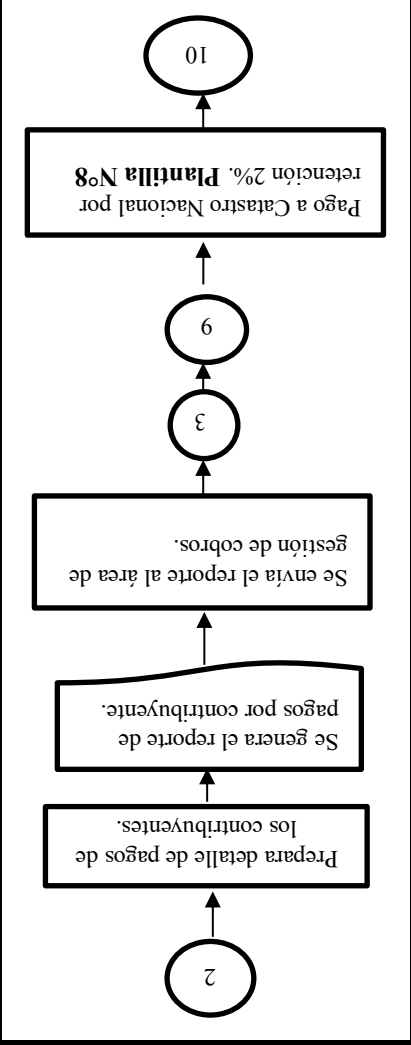 2
Prepara detalle de pagos de
los contribuyentes.
Se genera el reporte de
pagos por contribuyente.
Se envía el reporte al área de
gestión de cobros.
3
9
Pago a Catastro Nacional por
retención 2%. Plantilla N°8
10